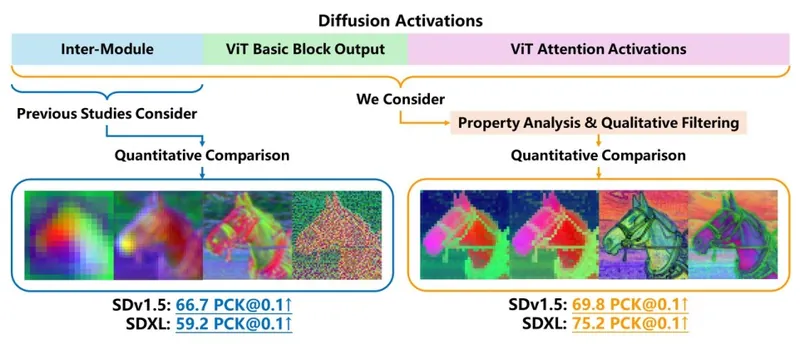 Diffusion Activations
Inter-Module
ViT Basic Block Output
ViT Attention Activations
Previous Studies Consider
We Consider
Property Analysis & Qualitative Filtering
Quantitative Comparison
Quantitative Comparison
SDv1.5: 66.7 PCK@0.1↑
SDXL: 59.2 PCK@0.1↑
SDv1.5: 69.8 PCK@0.1↑
SDXL: 75.2 PCK@0.1↑